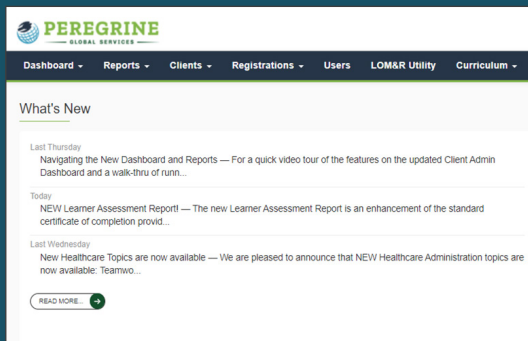 PEREGRINE
GLOBAL SERVICES
Dashboard Reports Clients Registrations Users LOM&R Utility Curriculum
What's New
Last Thursday
Navigating the New Dashboard and Reports — For a quick video tour of the features on the updated Client Admin
Dashboard and a walk-thru of runn...
Today
NEW Learner Assessment Report! — The new Learner Assessment Report is an enhancement of the standard
certificate of completion provid...
Last Wednesday
New Healthcare Topics are now available — We are pleased to announce that NEW Healthcare Administration topics are
now available: Teamwo...
READ MORE...